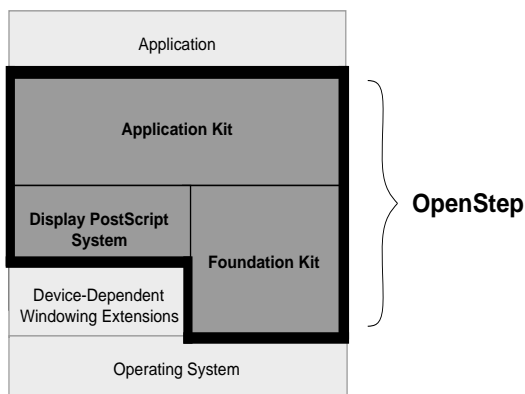 Application
Application Kit
OpenStep
Display PostScript
System
Foundation Kit
Device-Dependent
Windowing Extensions
Operating System